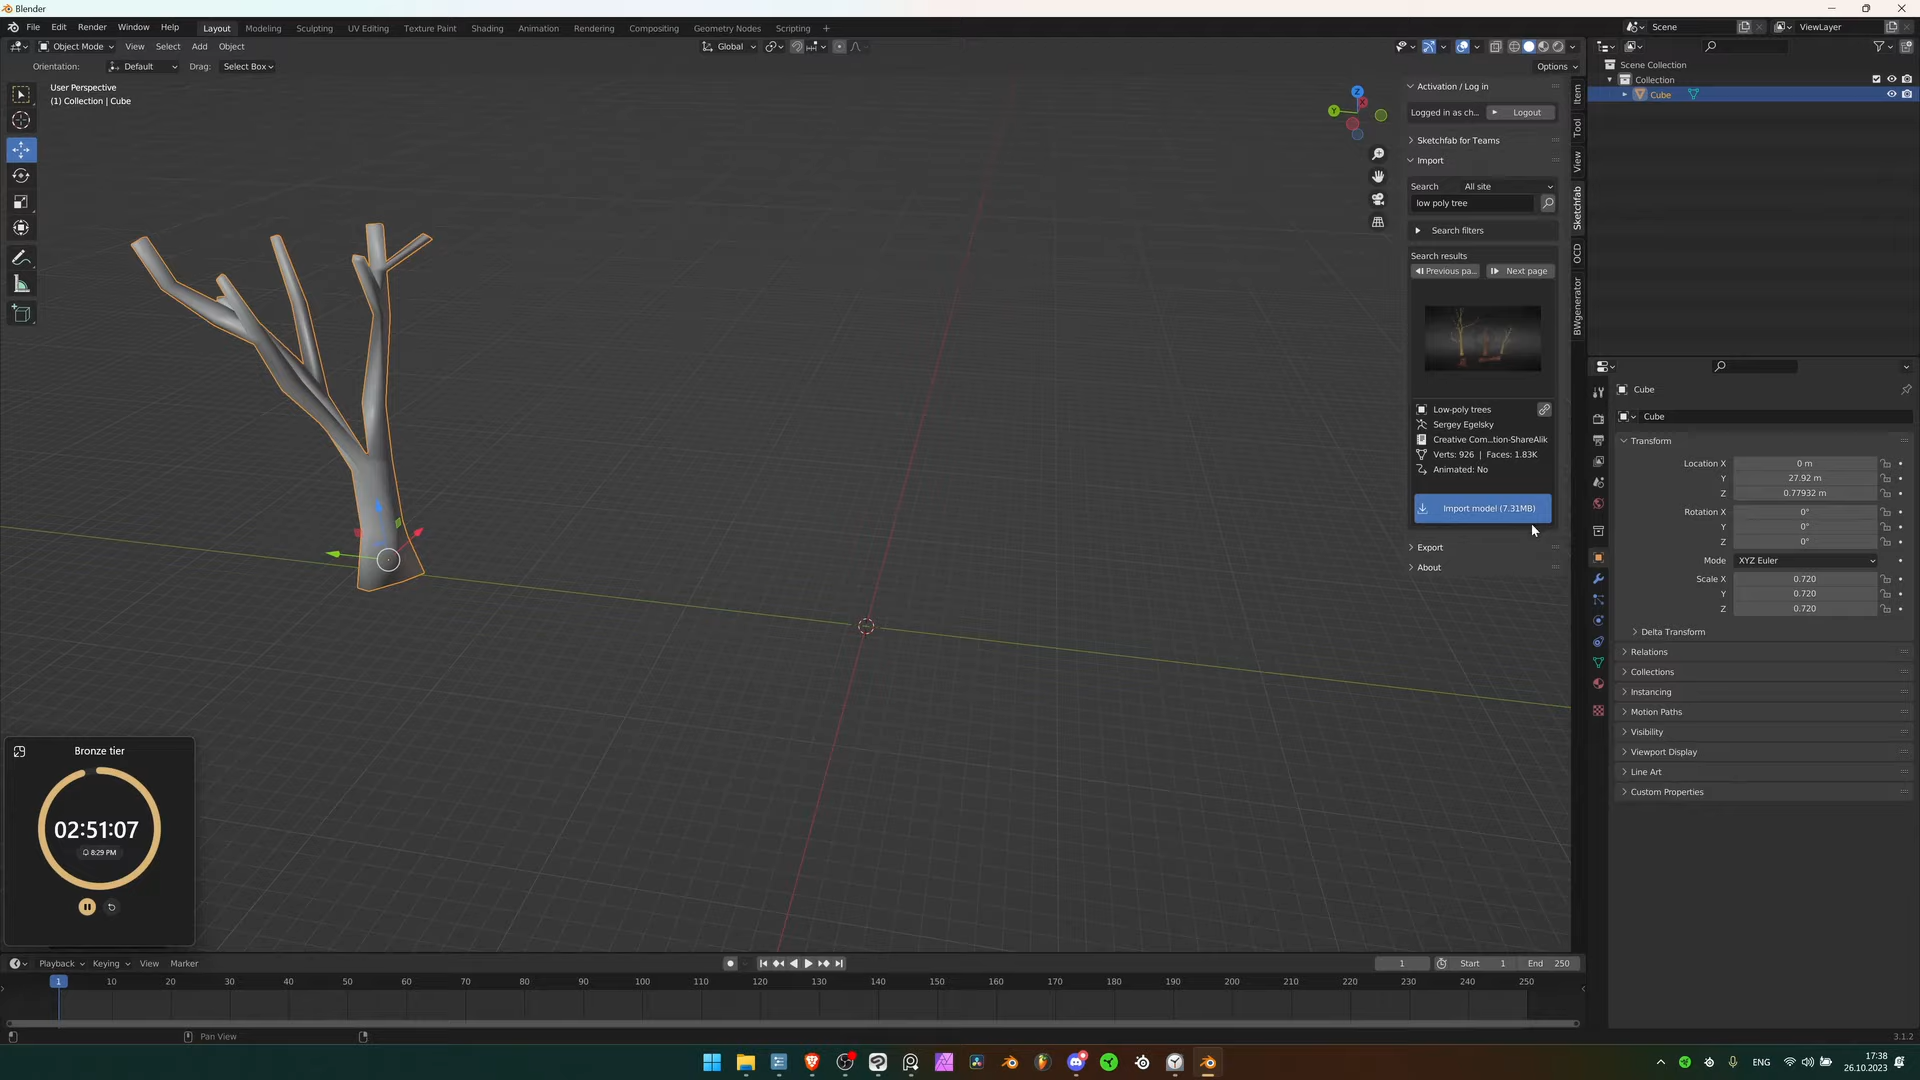 Blender
File Edit Render Window Help Layout Modeling Sculpting UV Editing Texture Paint Shading Animation Rendering Compositing Geometry Nodes Scripting + Scene ViewLayer
Object Mode View Select Add Object Global
Orientation: Default Drag: Select Box Options
User Perspective
(1) Collection | Cube
Z
X
Y
Activation / Log in
Logged in as ch... Logout
Sketchfab for Teams
Import
Search All site
low poly tree
Search filters
Search results
Previous pa... Next page
Low-poly trees
Sergey Egelsky
Creative Com...tion-ShareAlik
Verts: 926 | Faces: 1.83K
Animated: No
Import model (7.31MB)
Export
About
Item
Tool
View
Sketchfab
OCD
BWgenerator
Scene Collection
Collection
Cube
Cube
Cube
Transform
Location X 0 m
Y 27.92 m
Z 0.77932 m
Rotation X 0°
Y 0°
Z 0°
Mode XYZ Euler
Scale X 0.720
Y 0.720
Z 0.720
Delta Transform
Relations
Collections
Instancing
Motion Paths
Visibility
Viewport Display
Line Art
Custom Properties
Bronze tier
02:51:07
8:29 PM
Playback Keying View Marker 1 Start 1 End 250
1 10 20 30 40 50 60 70 80 90 100 110 120 130 140 150 160 170 180 190 200 210 220 230 240 250
Pan View 3.1.2
ENG 17:38
26.10.2023